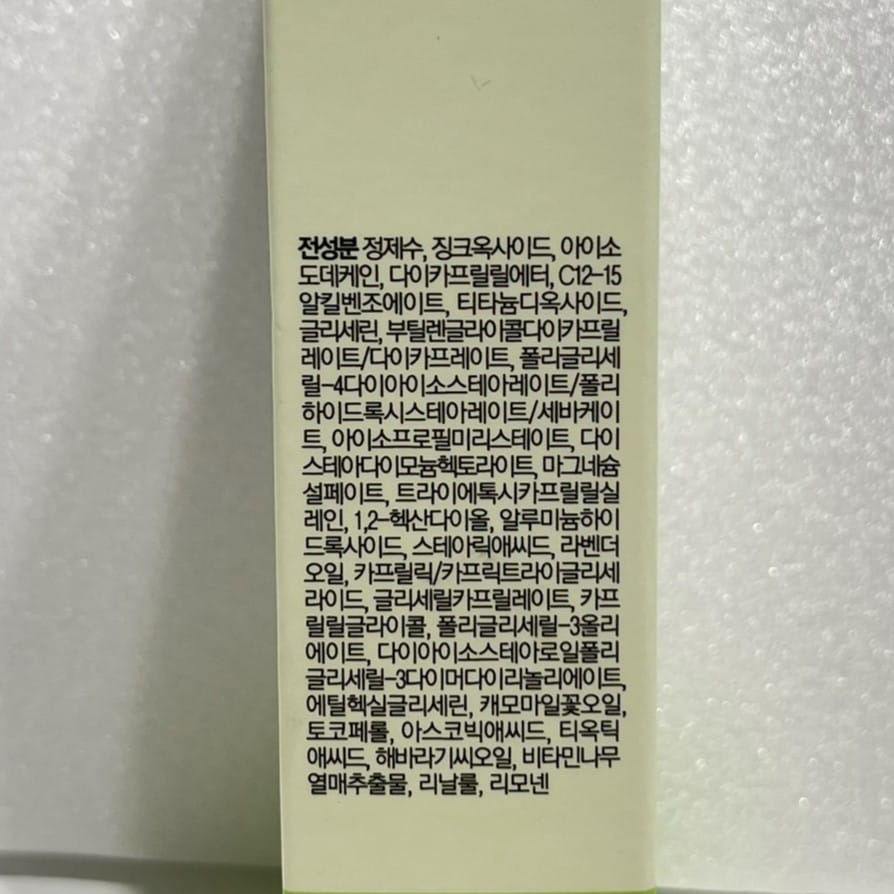 전성분 정제수, 징크옥사이드, 아이소
도데케인, 다이카프릴릴에터, C12-15
알킬벤조에이트, 티타늄디옥사이드,
글리세린, 부틸렌글라이콜다이카프릴
레이트/다이카프레이트, 폴리글리세
릴-4다이아이소스테아레이트/폴리
하이드록시스테아레이트/세바케이
트, 아이소프로필미리스테이트, 다이
스테아다이모늄헥토라이트, 마그네슘
설페이트, 트라이에톡시카프릴릴실
레인, 1,2-헥산다이올, 알루미늄하이
드록사이드, 스테아릭애씨드, 라벤더
오일, 카프릴릭/카프릭트라이글리세
라이드, 글리세릴카프릴레이트, 카프
릴릴글라이콜, 폴리글리세릴-3올리
에이트, 다이아이소스테아로일폴리
글리세릴-3다이머다이리놀리에이트,
에틸헥실글리세린, 캐모마일꽃오일,
토코페롤, 아스코빅애씨드, 티옥틱
애씨드, 해바라기씨오일, 비타민나무
열매추출물, 리날룰, 리모넨